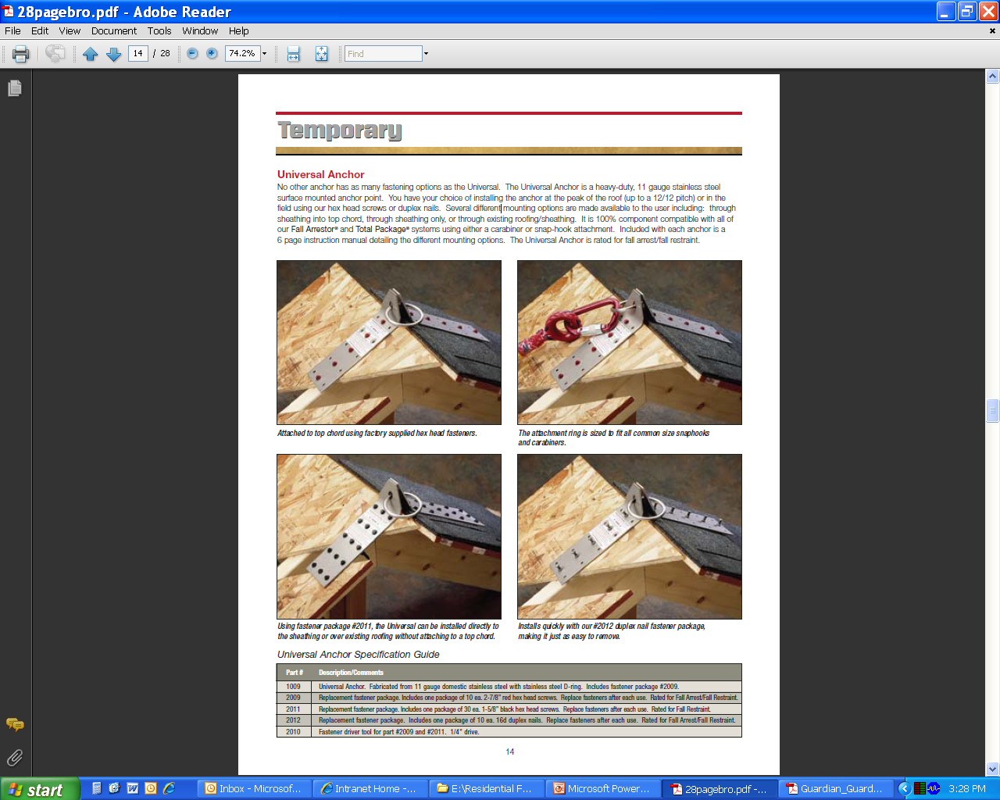 28pagebro.pdf - Adobe Reader
File Edit View Document Tools Window Help
14 / 28 74.2% Find
Temporary
Universal Anchor
No other anchor has as many fastening options as the Universal. The Universal Anchor is a heavy-duty, 11 gauge stainless steel
surface mounted anchor point. You have your choice of installing the anchor at the peak of the roof (up to a 12/12 pitch) or in the
field using our hex head screws or duplex nails. Several different mounting options are made available to the user including: through
sheathing into top chord, through sheathing only, or through existing roofing/sheathing. It is 100% component compatible with all of
our Fall Arrestor® and Total Package® systems using either a carabiner or snap-hook attachment. Included with each anchor is a
6 page instruction manual detailing the different mounting options. The Universal Anchor is rated for fall arrest/fall restraint.
Attached to top chord using factory supplied hex head fasteners.
The attachment ring is sized to fit all common size snaphooks
and carabiners.
Using fastener package #2011, the Universal can be installed directly to
the sheathing or over existing roofing without attaching to a top chord.
Installs quickly with our #2012 duplex nail fastener package,
making it just as easy to remove.
Universal Anchor Specification Guide
Part # Description/Comments
1009 Universal Anchor. Fabricated from 11 gauge domestic stainless steel with stainless steel D-ring. Includes fastener package #2009.
2009 Replacement fastener package. Includes one package of 10 ea. 2-7/8" red hex head screws. Replace fasteners after each use. Rated for Fall Arrest/Fall Restraint.
2011 Replacement fastener package. Includes one package of 30 ea. 1-5/8" black hex head screws. Replace fasteners after each use. Rated for Fall Restraint.
2012 Replacement fastener package. Includes one package of 10 ea. 16d duplex nails. Replace fasteners after each use. Rated for Fall Arrest/Fall Restraint.
2010 Fastener driver tool for part #2009 and #2011. 1/4" drive.
14
start Inbox - Microsof... Intranet Home -... E:\Residential F... Microsoft Power... 28pagebro.pdf -... Guardian_Guard... 3:28 PM